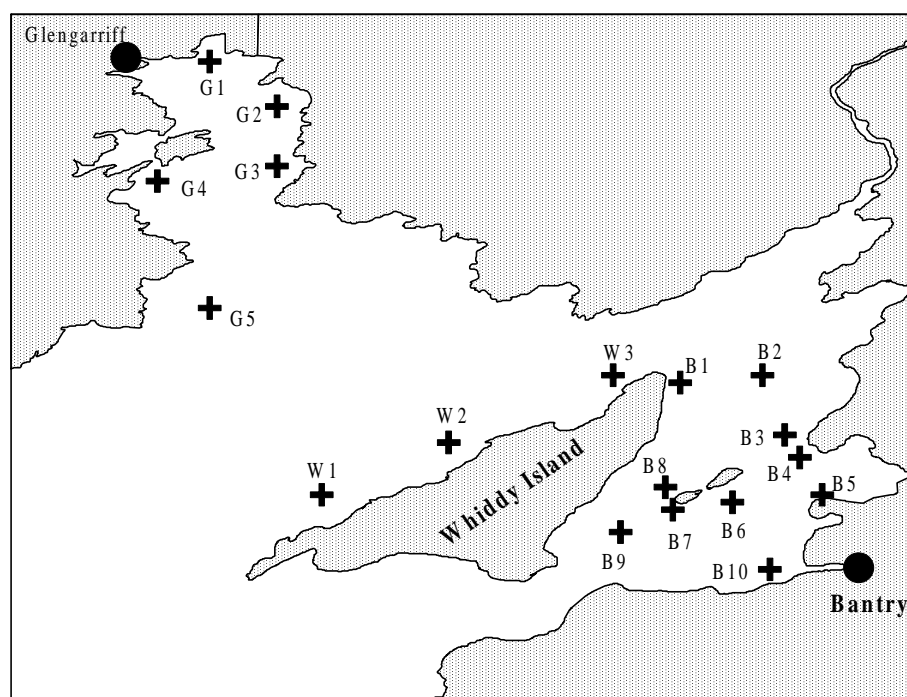 Glengarriff
G1
G2
G3
G4
G5
W3
B1
B2
W2
B3
B4
B8
B5
W1
Whiddy Island
B6
B7
B9
B10
Bantry